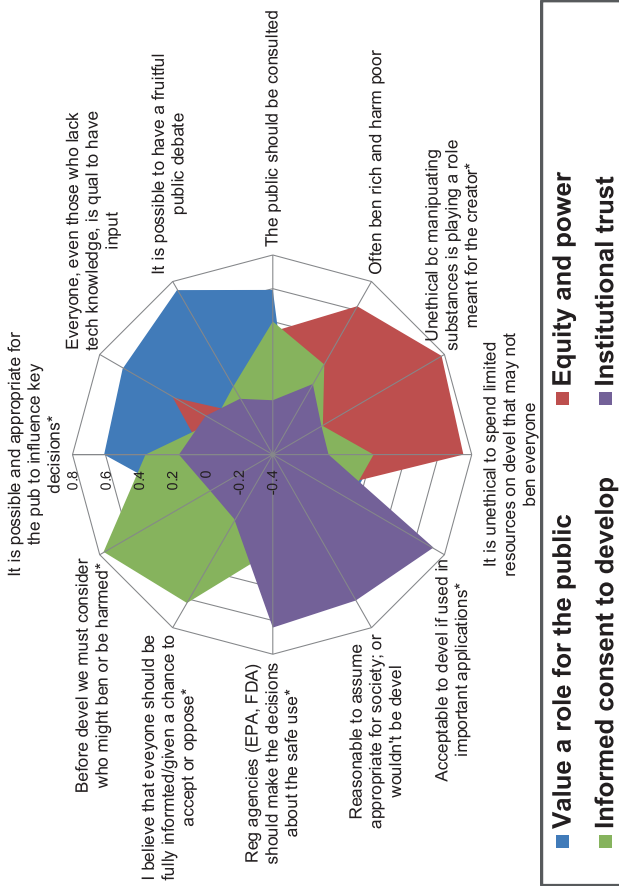 It is possible and appropriate for
the pub to influence key
decisions*
Everyone, even those who lack
tech knowledge, is qual to have
input
It is possible to have a fruitful
public debate
The public should be consulted
Often ben rich and harm poor
Unethical bc manipuating
substances is playing a role
meant for the creator*
It is unethical to spend limited
resources on devel that may not
ben everyone
Acceptable to devel if used in
important applications*
Reasonable to assume
appropriate for society; or
wouldn't be devel
Reg agencies (EPA, FDA)
should make the decisions
about the safe use*
I believe that eveyone should be
fully informted/given a chance to
accept or oppose*
Before devel we must consider
who might ben or be harmed*
0.8
0.6
0.4
0.2
0
-0.2
-0.4
Value a role for the public
Equity and power
Informed consent to develop
Institutional trust